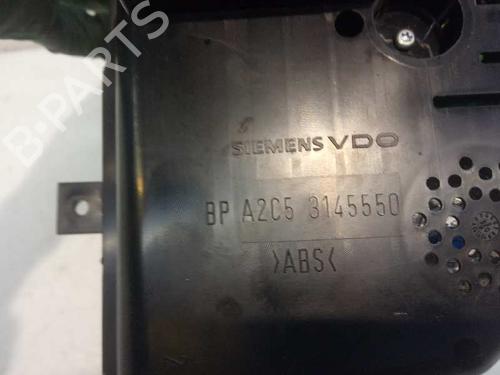 B-PARTS
SIEMENS VDO
BP A2C5 3145550
>ABS<